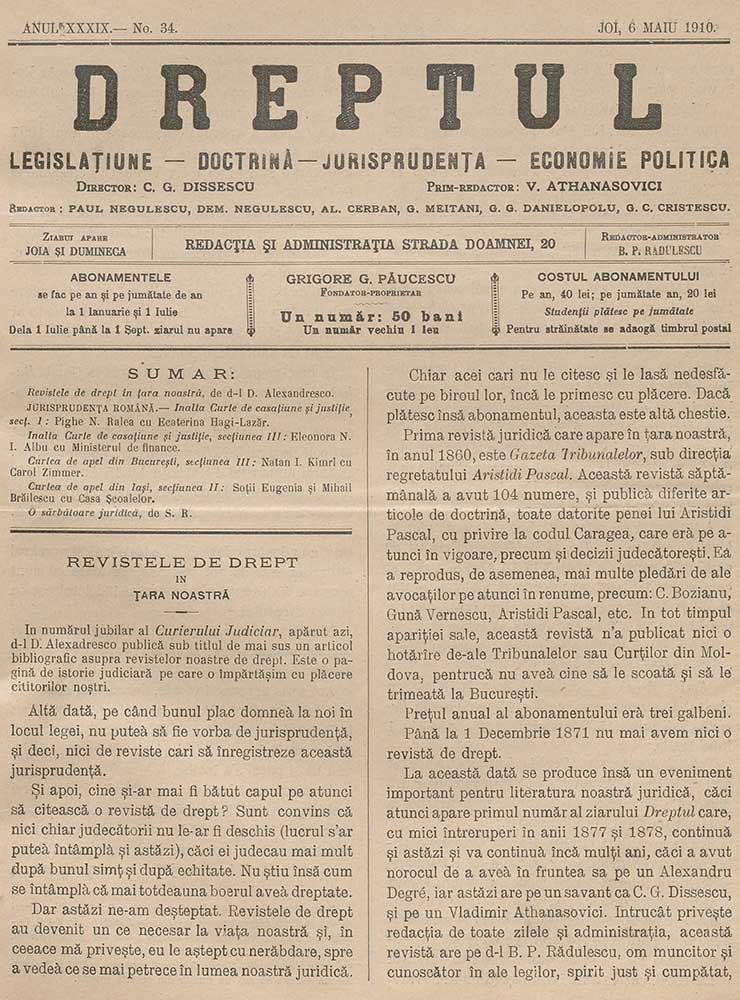 ANUL XXXIX.— No. 34.
JOI, 6 MAIU 1910.
DREPTUL
LEGISLAȚIUNE — DOCTRINĂ — JURISPRUDENȚA — ECONOMIE POLITICA
DIRECTOR: C. G. DISSESCU
PRIM-REDACTOR: V. ATHANASOVICI
REDACTOR: PAUL NEGULESCU, DEM. NEGULESCU, AL. CERBAN, G. MEITANI, G. G. DANIELOPOLU, G. C. CRISTESCU.
ZIARUL APARE
JOIA ȘI DUMINECA
REDACȚIA ȘI ADMINISTRAȚIA STRADA DOAMNEI, 20
REDACTOR-ADMINISTRATOR
B. P. RĂDULESCU
ABONAMENTELE
se fac pe an și pe jumătate de an
la 1 Ianuarie și 1 Iulie
Dela 1 Iulie până la 1 Sept. ziarul nu apare
GRIGORE G. PĂUCESCU
FONDATOR-PROPRIETAR
Un număr: 50 bani
Un număr vechiu 1 leu
COSTUL ABONAMENTULUI
Pe an, 40 lei; pe jumătate an, 20 lei
Studenții plătesc pe jumătate
Pentru străinătate se adaogă timbrul postal
SUMAR:
Revistele de drept în țara noastră, de d-l D. Alexandresco.
JURISPRUDENȚA ROMÂNĂ.— Inalta Curte de casațiune și justiție,
secț. I: Pighe N. Ralea cu Ecaterina Hagi-Lazăr.
Inalta Curte de casațiune și justiție, secțiunea III: Eleonora N.
I. Albu cu Ministerul de finance.
Curtea de apel din București, secțiunea III: Natan I. Kimri cu
Carol Zimmer.
Curtea de apel din Iași, secțiunea II: Soții Eugenia și Mihail
Brăilescu cu Casa Școalelor.
O sărbătoare juridică, de S. R.
REVISTELE DE DREPT
IN
ȚARA NOASTRĂ
In numărul jubilar al Curierului Judiciar, apărut azi,
d-l D. Alexadresco publică sub titlul de mai sus un articol
bibliografic asupra revistelor noastre de drept. Este o pa-
gină de istorie judiciară pe care o împărtășim cu plăcere
cititorilor noștri.
Altă dată, pe când bunul plac domneà la noi în
locul legei, nu puteà să fie vorba de jurisprudență,
și deci, nici de reviste cari să înregistreze această
jurisprudență.
Și apoi, cine și-ar mai fi bătut capul pe atunci
să citească o revistă de drept? Sunt convins că
nici chiar judecătorii nu le-ar fi deschis (lucrul s'ar
puteà întâmplà și astăzi), căci ei judecau mai mult
după bunul simț și după echitate. Nu știu însă cum
se întâmplà că mai totdeauna boerul aveà dreptate.
Dar astăzi ne-am deșteptat. Revistele de drept
au devenit un ce necesar la viața noastră și, în
ceeace mă privește, eu le aștept cu nerăbdare, spre
a vedeà ce se mai petrece în lumea noastră juridică.
Chiar acei cari nu le citesc și le lasă nedesfă-
cute pe biroul lor, încă le primesc cu plăcere. Dacă
plătesc însă abonamentul, aceasta este altă chestie.
Prima revistă juridică care apare în țara noastră,
în anul 1860, este Gazeta Tribunalelor, sub direcția
regretatului Aristidi Pascal. Această revistă săptă-
mânală a avut 104 numere, și publică diferite ar-
ticole de doctrină, toate datorite penei lui Aristidi
Pascal, cu privire la codul Caragea, care erà pe a-
tunci în vigoare, precum și decizii judecătorești. Ea
a reprodus, de asemenea, mai multe pledări de ale
avocaților pe atunci în renume, precum: C. Bozianu,
Gună Vernescu, Aristidi Pascal, etc. In tot timpul
apariției sale, această revistă n'a publicat nici o
hotărîre de-ale Tribunalelor sau Curților din Mol-
dova, pentrucă nu aveà cine să le scoată și să le
trimeată la București.
Prețul anual al abonamentului erà trei galbeni.
Până la 1 Decembrie 1871 nu mai avem nici o
revistă de drept.
La această dată se produce însă un eveniment
important pentru literatura noastră juridică, căci
atunci apare primul număr al ziarului Dreptul care,
cu mici întreruperi în anii 1877 și 1878, continuă
și astăzi și va continuà încă mulți ani, căci a avut
norocul de a aveà în fruntea sa pe un Alexandru
Degré, iar astăzi are pe un savant ca C. G. Dissescu,
și pe un Vladimir Athanasovici. Intrucât privește
redacția de toate zilele și administrația, această
revistă are pe d-l B. P. Rădulescu, om muncitor și
cunoscător în ale legilor, spirit just și cumpătat,